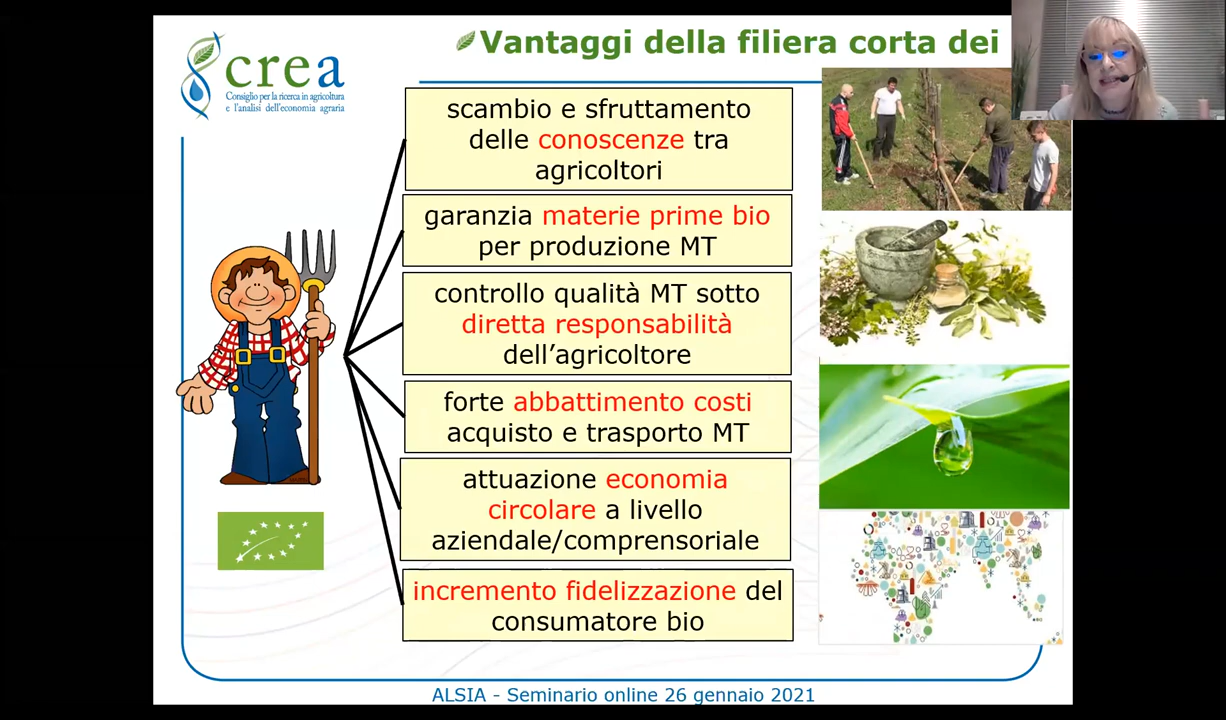 Vantaggi della filiera corta dei
crea
Consiglio per la ricerca in agricoltura
e l'analisi dell'economia agraria
scambio e sfruttamento
delle conoscenze tra
agricoltori
garanzia materie prime bio
per produzione MT
controllo qualità MT sotto
diretta responsabilità
dell’agricoltore
forte abbattimento costi
acquisto e trasporto MT
attuazione economia
circolare a livello
aziendale/comprensoriale
incremento fidelizzazione del
consumatore bio
ALSIA - Seminario online 26 gennaio 2021